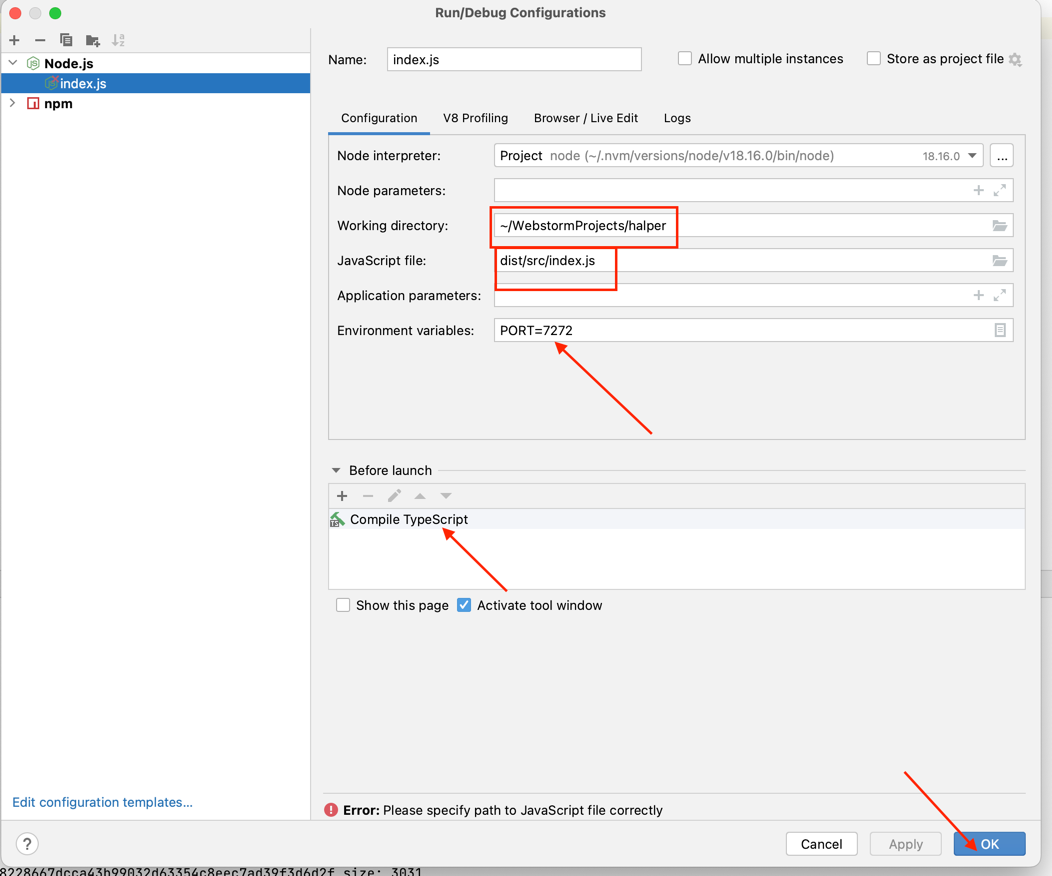 Run/Debug Configurations
Node.js
index.js
npm
Edit configuration templates...
Name: index.js Allow multiple instances Store as project file
Configuration V8 Profiling Browser / Live Edit Logs
Node interpreter: Project node (~/.nvm/versions/node/v18.16.0/bin/node) 18.16.0 ...
Node parameters:
Working directory: ~/WebstormProjects/halper
JavaScript file: dist/src/index.js
Application parameters:
Environment variables: PORT=7272
Before launch
Compile TypeScript
Show this page Activate tool window
Error: Please specify path to JavaScript file correctly
? Cancel Apply OK
size: 3031